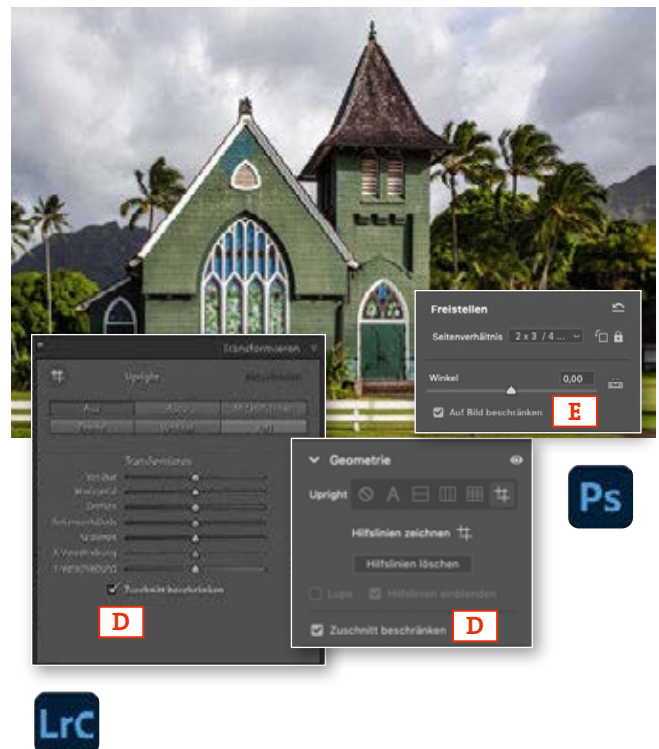 Freistellen
Seitenverhältnis 2 x 3 / 4 ...
Winkel 0,00
Auf Bild beschränken E
Transformieren
Upright
Aus
Transformieren
Vertikal
Zuschnitt beschränken
D
Geometrie
Upright A
Hilfslinien zeichnen
Hilfslinien löschen
Lupe Hilfslinien einblenden
Zuschnitt beschränken D
Ps
LrC